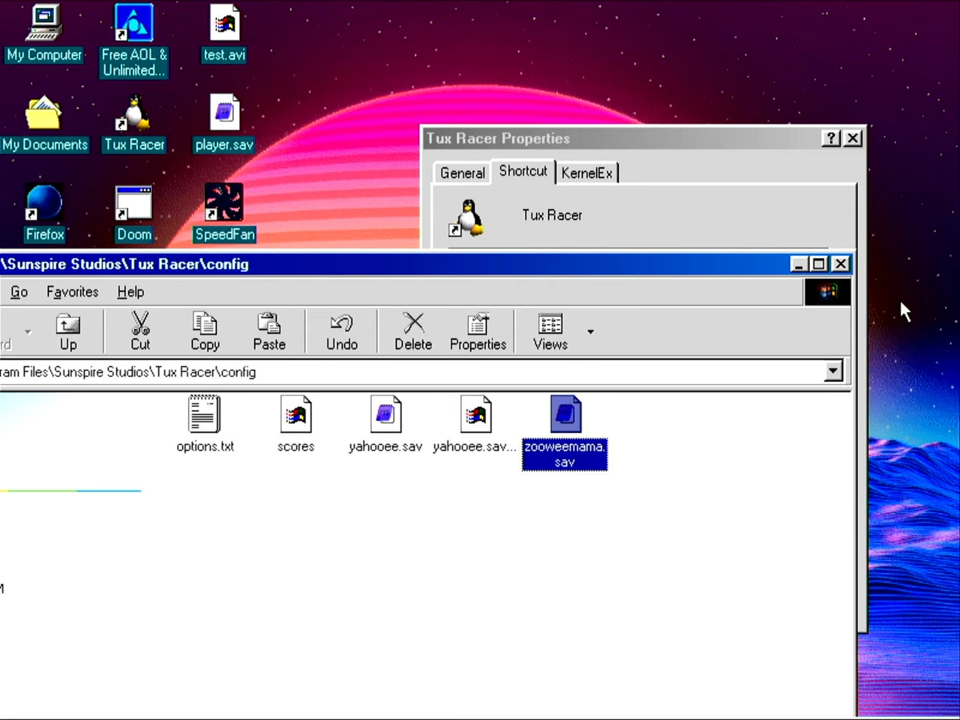 My Computer
Free AOL &
Unlimited...
test.avi
My Documents
Tux Racer
player.sav
Firefox
Doom
SpeedFan
Tux Racer Properties
General
Shortcut
KernelEx
Tux Racer
\Sunspire Studios\Tux Racer\config
Go
Favorites
Help
rd
Up
Cut
Copy
Paste
Undo
Delete
Properties
Views
ram Files\Sunspire Studios\Tux Racer\config
options.txt
scores
yahooee.sav
yahooee.sav...
zooweemama.
sav